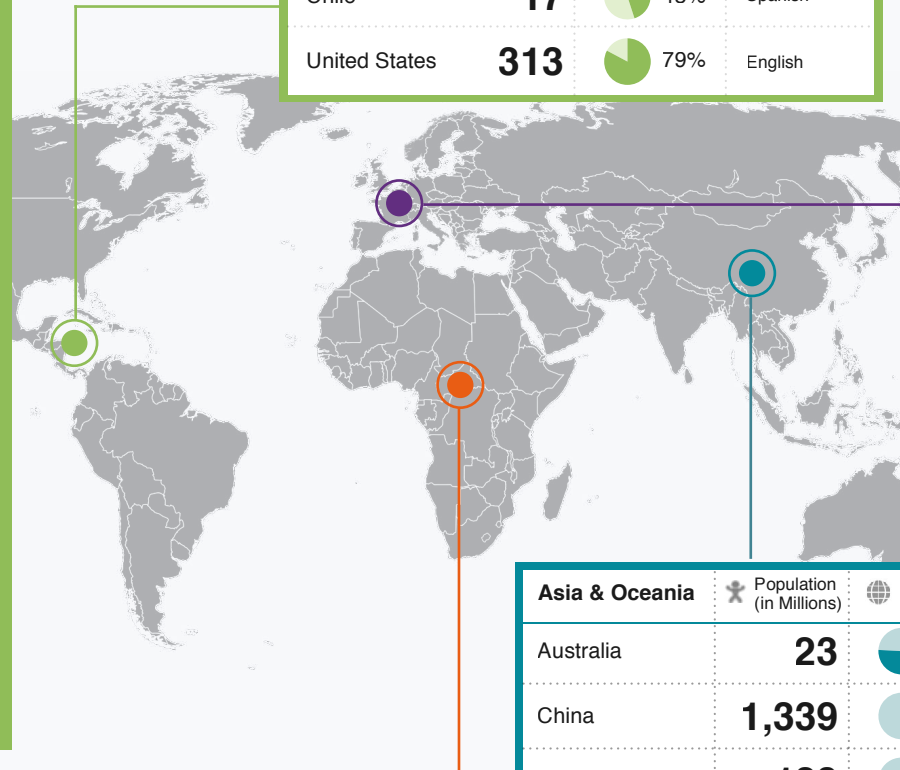 United States 313 79% English
Asia & Oceania Population
(in Millions)
Australia 23
China 1,339